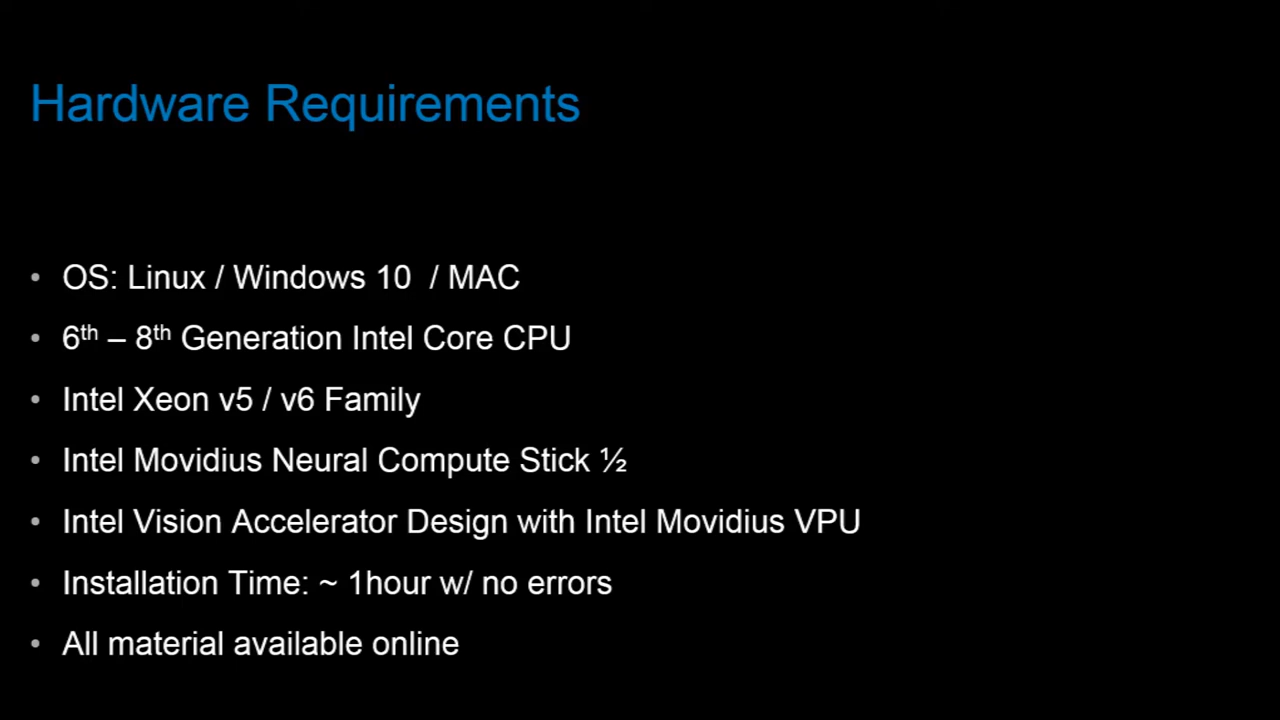 Hardware Requirements
• OS: Linux / Windows 10 / MAC
• 6th – 8th Generation Intel Core CPU
• Intel Xeon v5 / v6 Family
• Intel Movidius Neural Compute Stick ½
• Intel Vision Accelerator Design with Intel Movidius VPU
• Installation Time: ~ 1hour w/ no errors
• All material available online